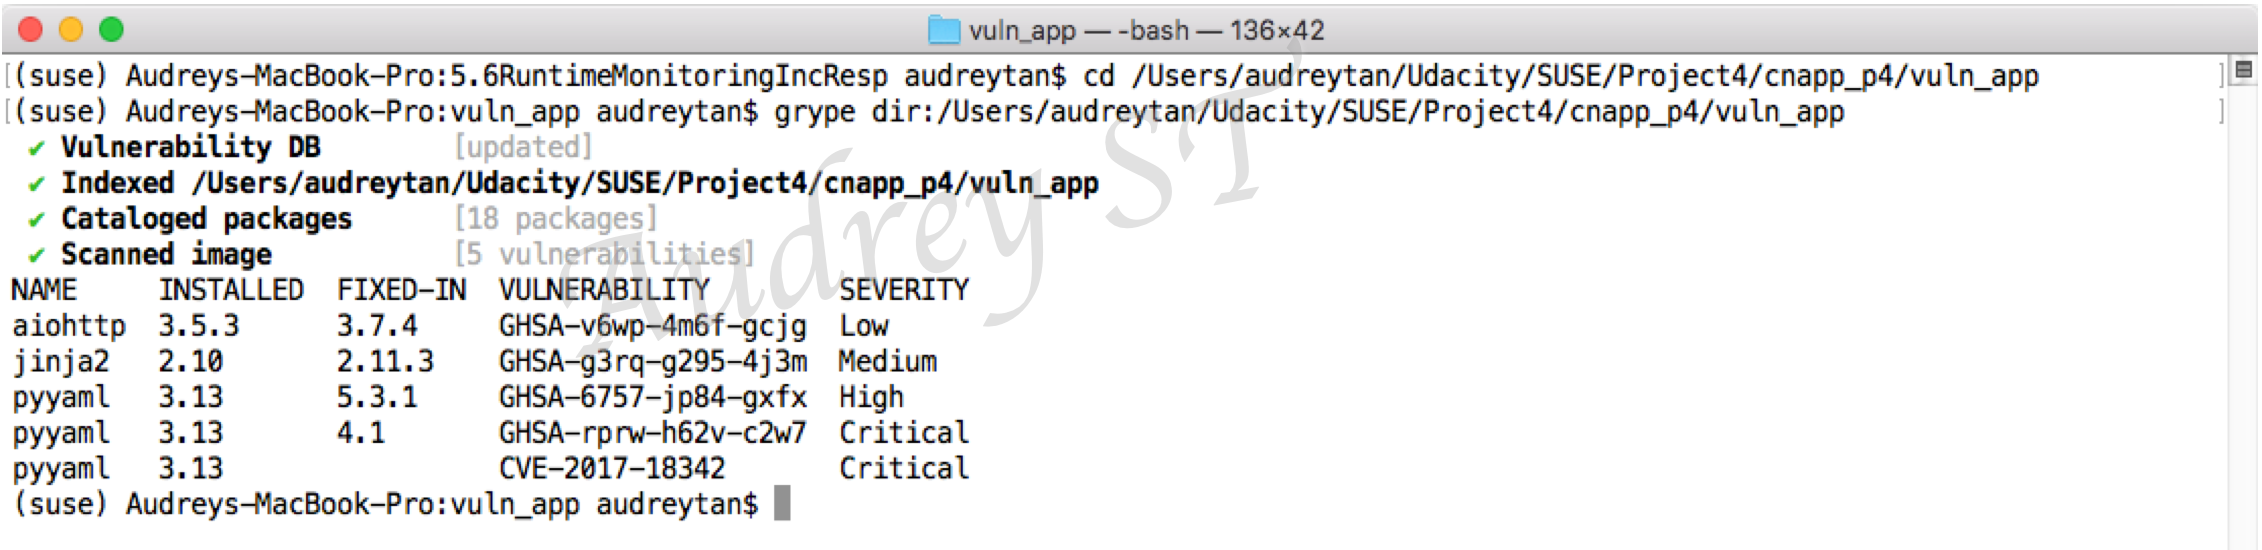 vuln_app — -bash — 136×42
[(suse) Audreys-MacBook-Pro:5.6RuntimeMonitoringIncResp audreytan$ cd /Users/audreytan/Udacity/SUSE/Project4/cnapp_p4/vuln_app ]
[(suse) Audreys-MacBook-Pro:vuln_app audreytan$ grype dir:/Users/audreytan/Udacity/SUSE/Project4/cnapp_p4/vuln_app ]
✔ Vulnerability DB [updated]
✔ Indexed /Users/audreytan/Udacity/SUSE/Project4/cnapp_p4/vuln_app
✔ Cataloged packages [18 packages]
✔ Scanned image [5 vulnerabilities]
NAME INSTALLED FIXED-IN VULNERABILITY SEVERITY
aiohttp 3.5.3 3.7.4 GHSA-v6wp-4m6f-gcjg Low
jinja2 2.10 2.11.3 GHSA-g3rq-g295-4j3m Medium
pyyaml 3.13 5.3.1 GHSA-6757-jp84-gxfx High
pyyaml 3.13 4.1 GHSA-rprw-h62v-c2w7 Critical
pyyaml 3.13 CVE-2017-18342 Critical
(suse) Audreys-MacBook-Pro:vuln_app audreytan$
Audrey ST